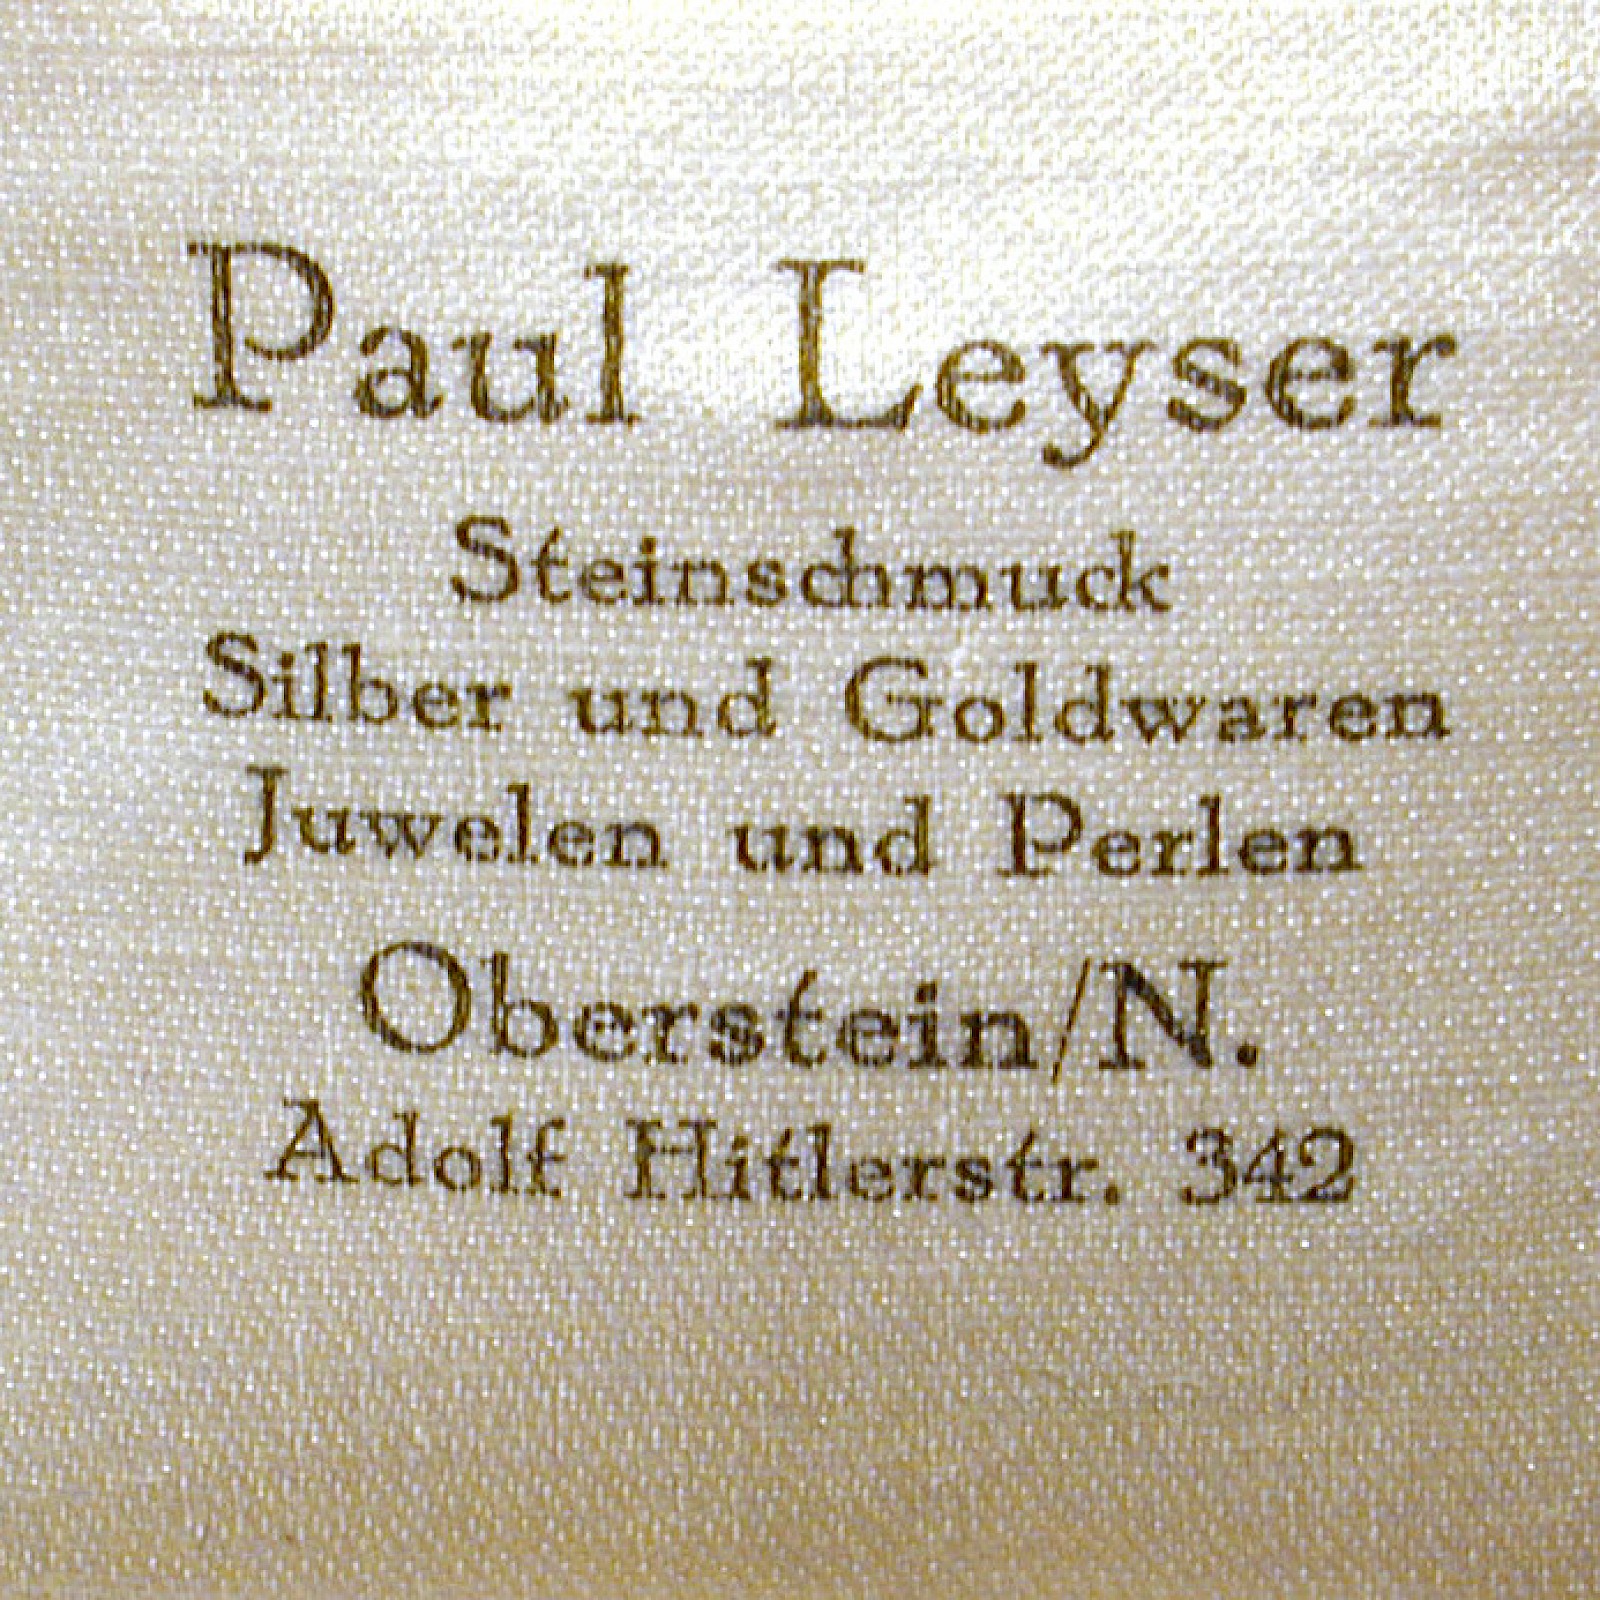 Paul Leyser
Steinschmuck
Silber und Goldwaren
Juwelen und Perlen
Oberstein/N.
Adolf Hitlerstr. 342